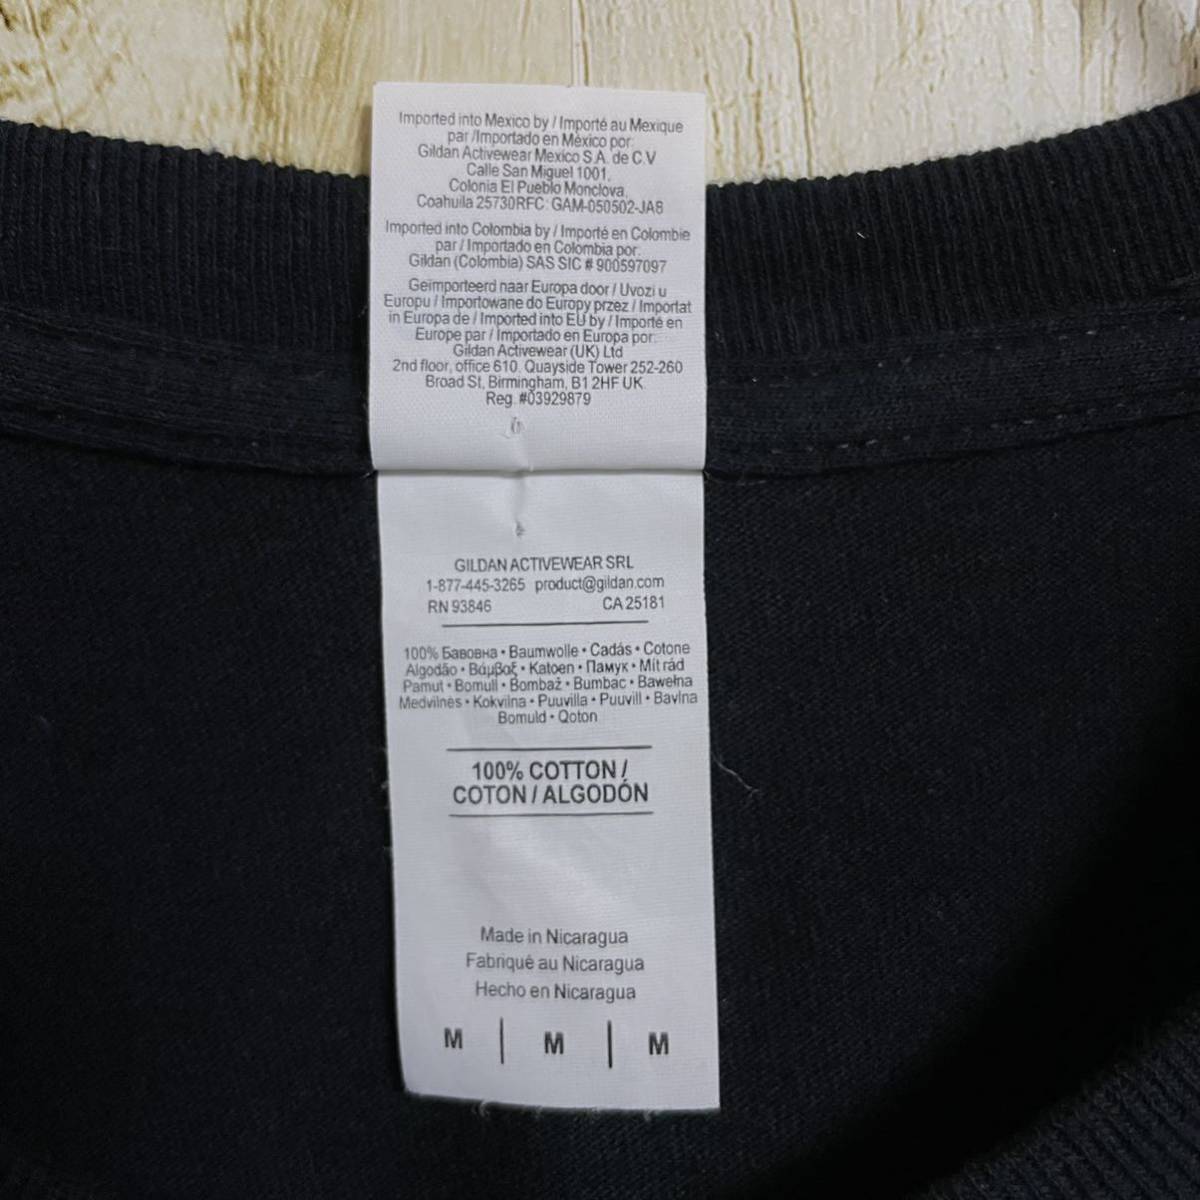 Imported into Mexico by / Importé au Mexique
par /Importado en México por:
Gildan Activewear Mexico S.A. de C.V
Calle San Miguel 1001,
Colonia El Pueblo Monclova,
Coahuila 25730RFC: GAM-050502-JA8
Imported into Colombia by / Importé en Colombie
par / Importado en Colombia por:
Gildan (Colombia) SAS SIC # 900597097
Geïmporteerd naar Europa door / Uvozi u
Europu / Importowane do Europy przez / Importat
in Europa de / Imported into EU by / Importé en
Europe par / Importado en Europa por:
Gildan Activewear (UK) Ltd
2nd floor, office 610, Quayside Tower 252-260
Broad St, Birmingham, B1 2HF UK
Reg. #03929879
GILDAN ACTIVEWEAR SRL
1-877-445-3265 product@gildan.com
RN 93846 CA 25181
100% Бавовна • Baumwolle • Cadás • Cotone
Algodão • Βάμβαξ • Katoen • Памук • Mít rád
Pamut • Bomull • Bombaž • Bumbac • Bawełna
Medvilnės • Kokvilna • Puuvilla • Puuvill • Bavlna
Bomuld • Qoton
100% COTTON /
COTON / ALGODÓN
Made in Nicaragua
Fabriqué au Nicaragua
Hecho en Nicaragua
M | M | M